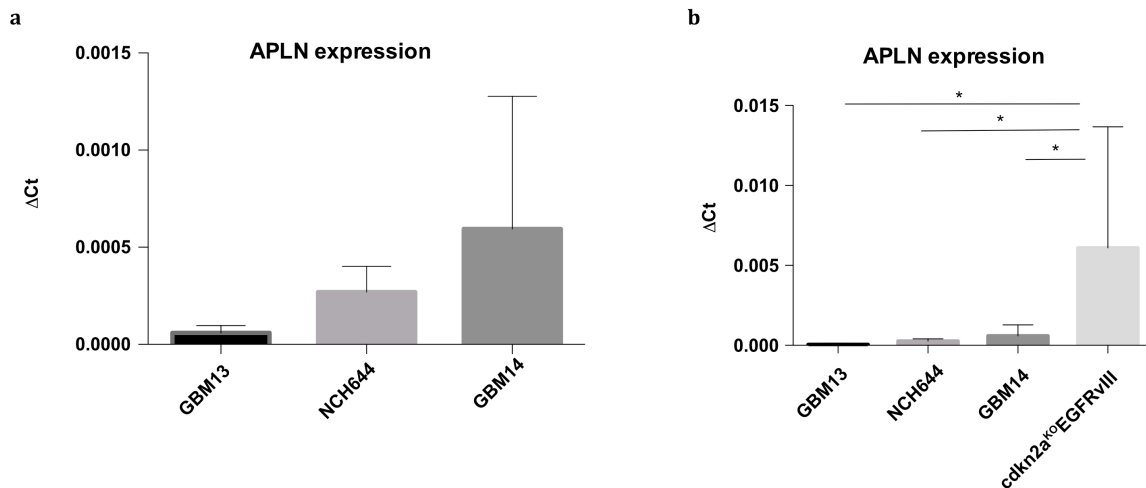 a
APLN expression
ΔCt
0.0015
0.0010
0.0005
0.0000
GBM13
NCH644
GBM14
b
APLN expression
ΔCt
0.015
0.010
0.005
0.000
*
*
*
GBM13
NCH644
GBM14
cdkn2aᴷᴼEGFRvIII